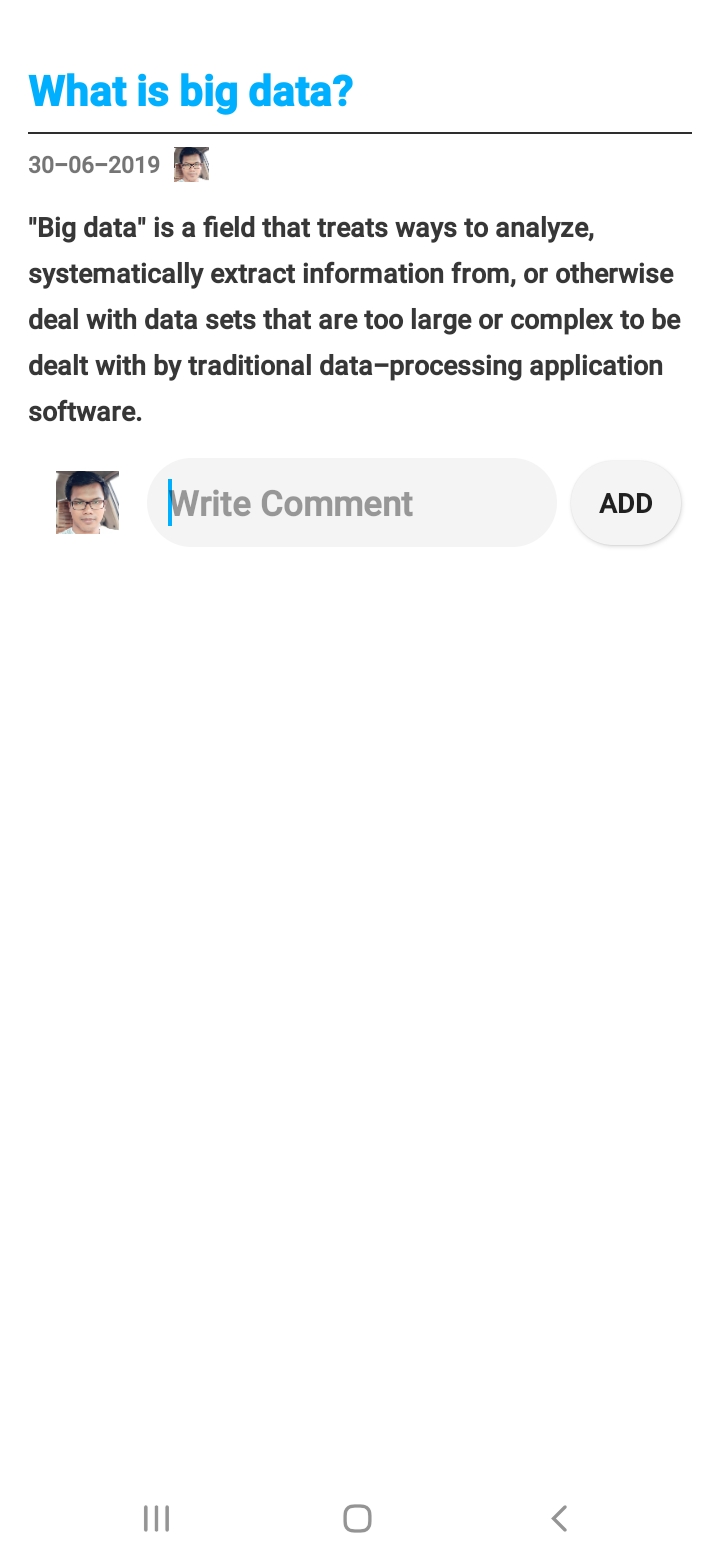 What is big data?
30–06–2019
"Big data" is a field that treats ways to analyze,
systematically extract information from, or otherwise
deal with data sets that are too large or complex to be
dealt with by traditional data–processing application
software.
Write Comment ADD